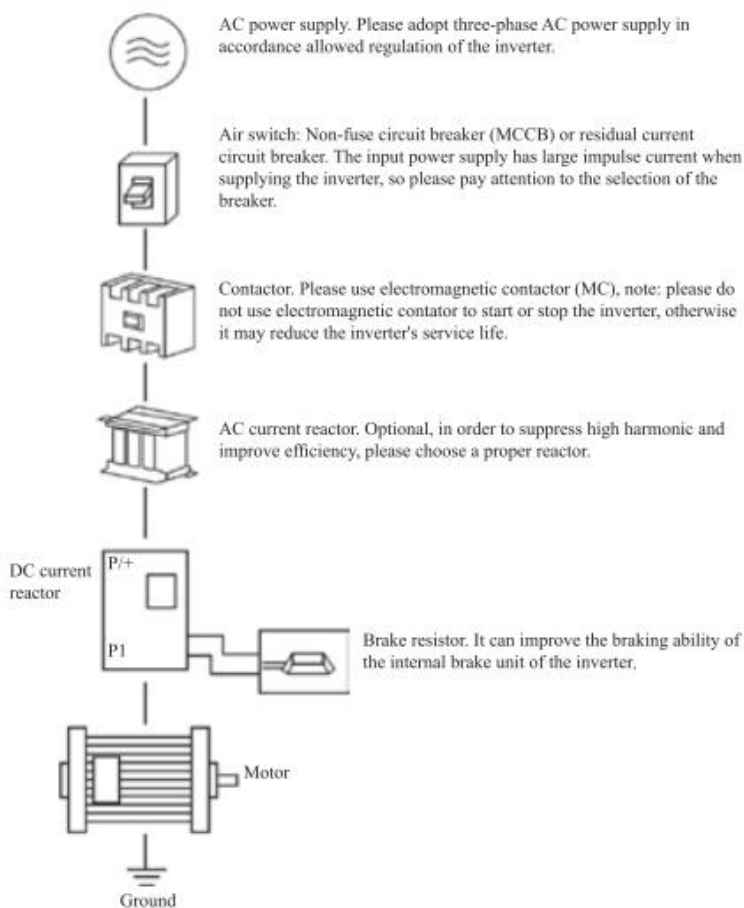 AC power supply. Please adopt three-phase AC power supply in
accordance allowed regulation of the inverter.
Air switch: Non-fuse circuit breaker (MCCB) or residual current
circuit breaker. The input power supply has large impulse current when
supplying the inverter, so please pay attention to the selection of the
breaker.
Contactor. Please use electromagnetic contactor (MC), note: please do
not use electromagnetic contator to start or stop the inverter, otherwise
it may reduce the inverter's service life.
AC current reactor. Optional, in order to suppress high harmonic and
improve efficiency, please choose a proper reactor.
DC current
reactor
P/+
P1
Brake resistor. It can improve the braking ability of
the internal brake unit of the inverter.
Motor
Ground